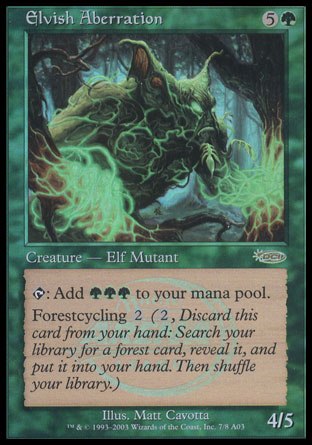 Elvish Aberration 5
Creature — Elf Mutant
DCI
: Add to your mana pool.
Forestcycling 2 (2, Discard this
card from your hand: Search your
library for a forest card, reveal it, and
put it into your hand. Then shuffle
your library.)
Illus. Matt Cavotta
™ & © 1993-2003 Wizards of the Coast, Inc. 7/8 A03
4/5